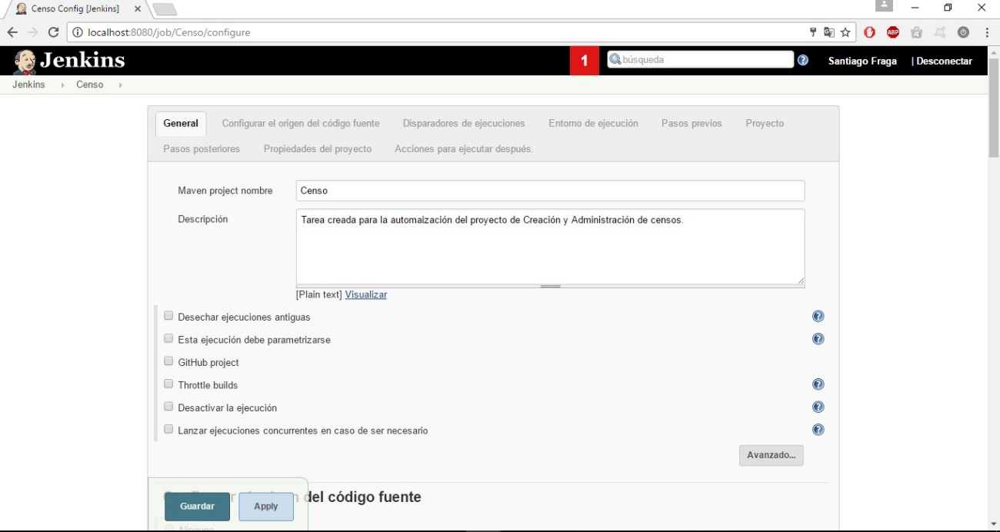 Censo Config [Jenkins]
localhost:8080/job/Censo/configure
ABP
Jenkins
1
búsqueda
Santiago Fraga
| Desconectar
Jenkins
Censo
General
Configurar el origen del código fuente
Disparadores de ejecuciones
Entorno de ejecución
Pasos previos
Proyecto
Pasos posteriores
Propiedades del proyecto
Acciones para ejecutar después.
Maven project nombre
Censo
Descripción
Tarea creada para la automaización del proyecto de Creación y Administración de censos.
[Plain text] Visualizar
Desechar ejecuciones antiguas
Esta ejecución debe parametrizarse
GitHub project
Throttle builds
Desactivar la ejecución
Lanzar ejecuciones concurrentes en caso de ser necesario
Avanzado...
del código fuente
Guardar
Apply
Ninguno